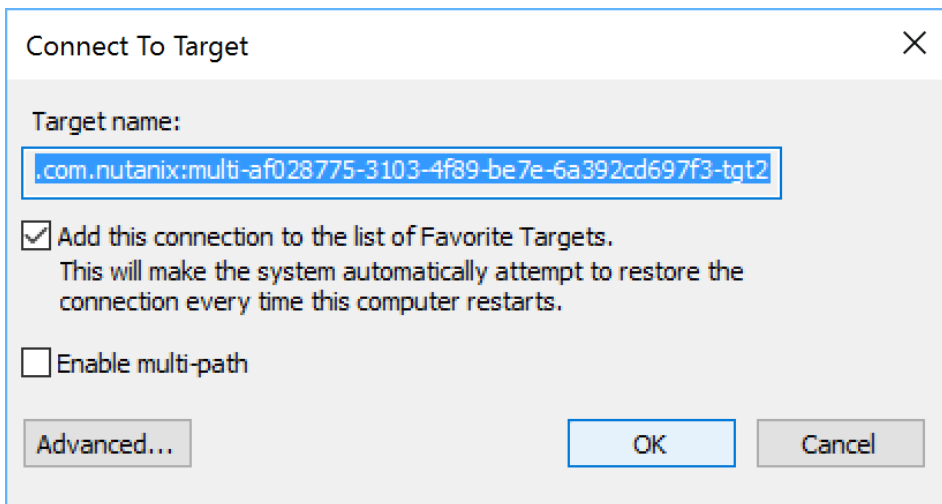 Connect To Target
Target name:
.com.nutanix:multi-af028775-3103-4f89-be7e-6a392cd697f3-tgt2
Add this connection to the list of Favorite Targets.
This will make the system automatically attempt to restore the
connection every time this computer restarts.
Enable multi-path
Advanced...
OK
Cancel